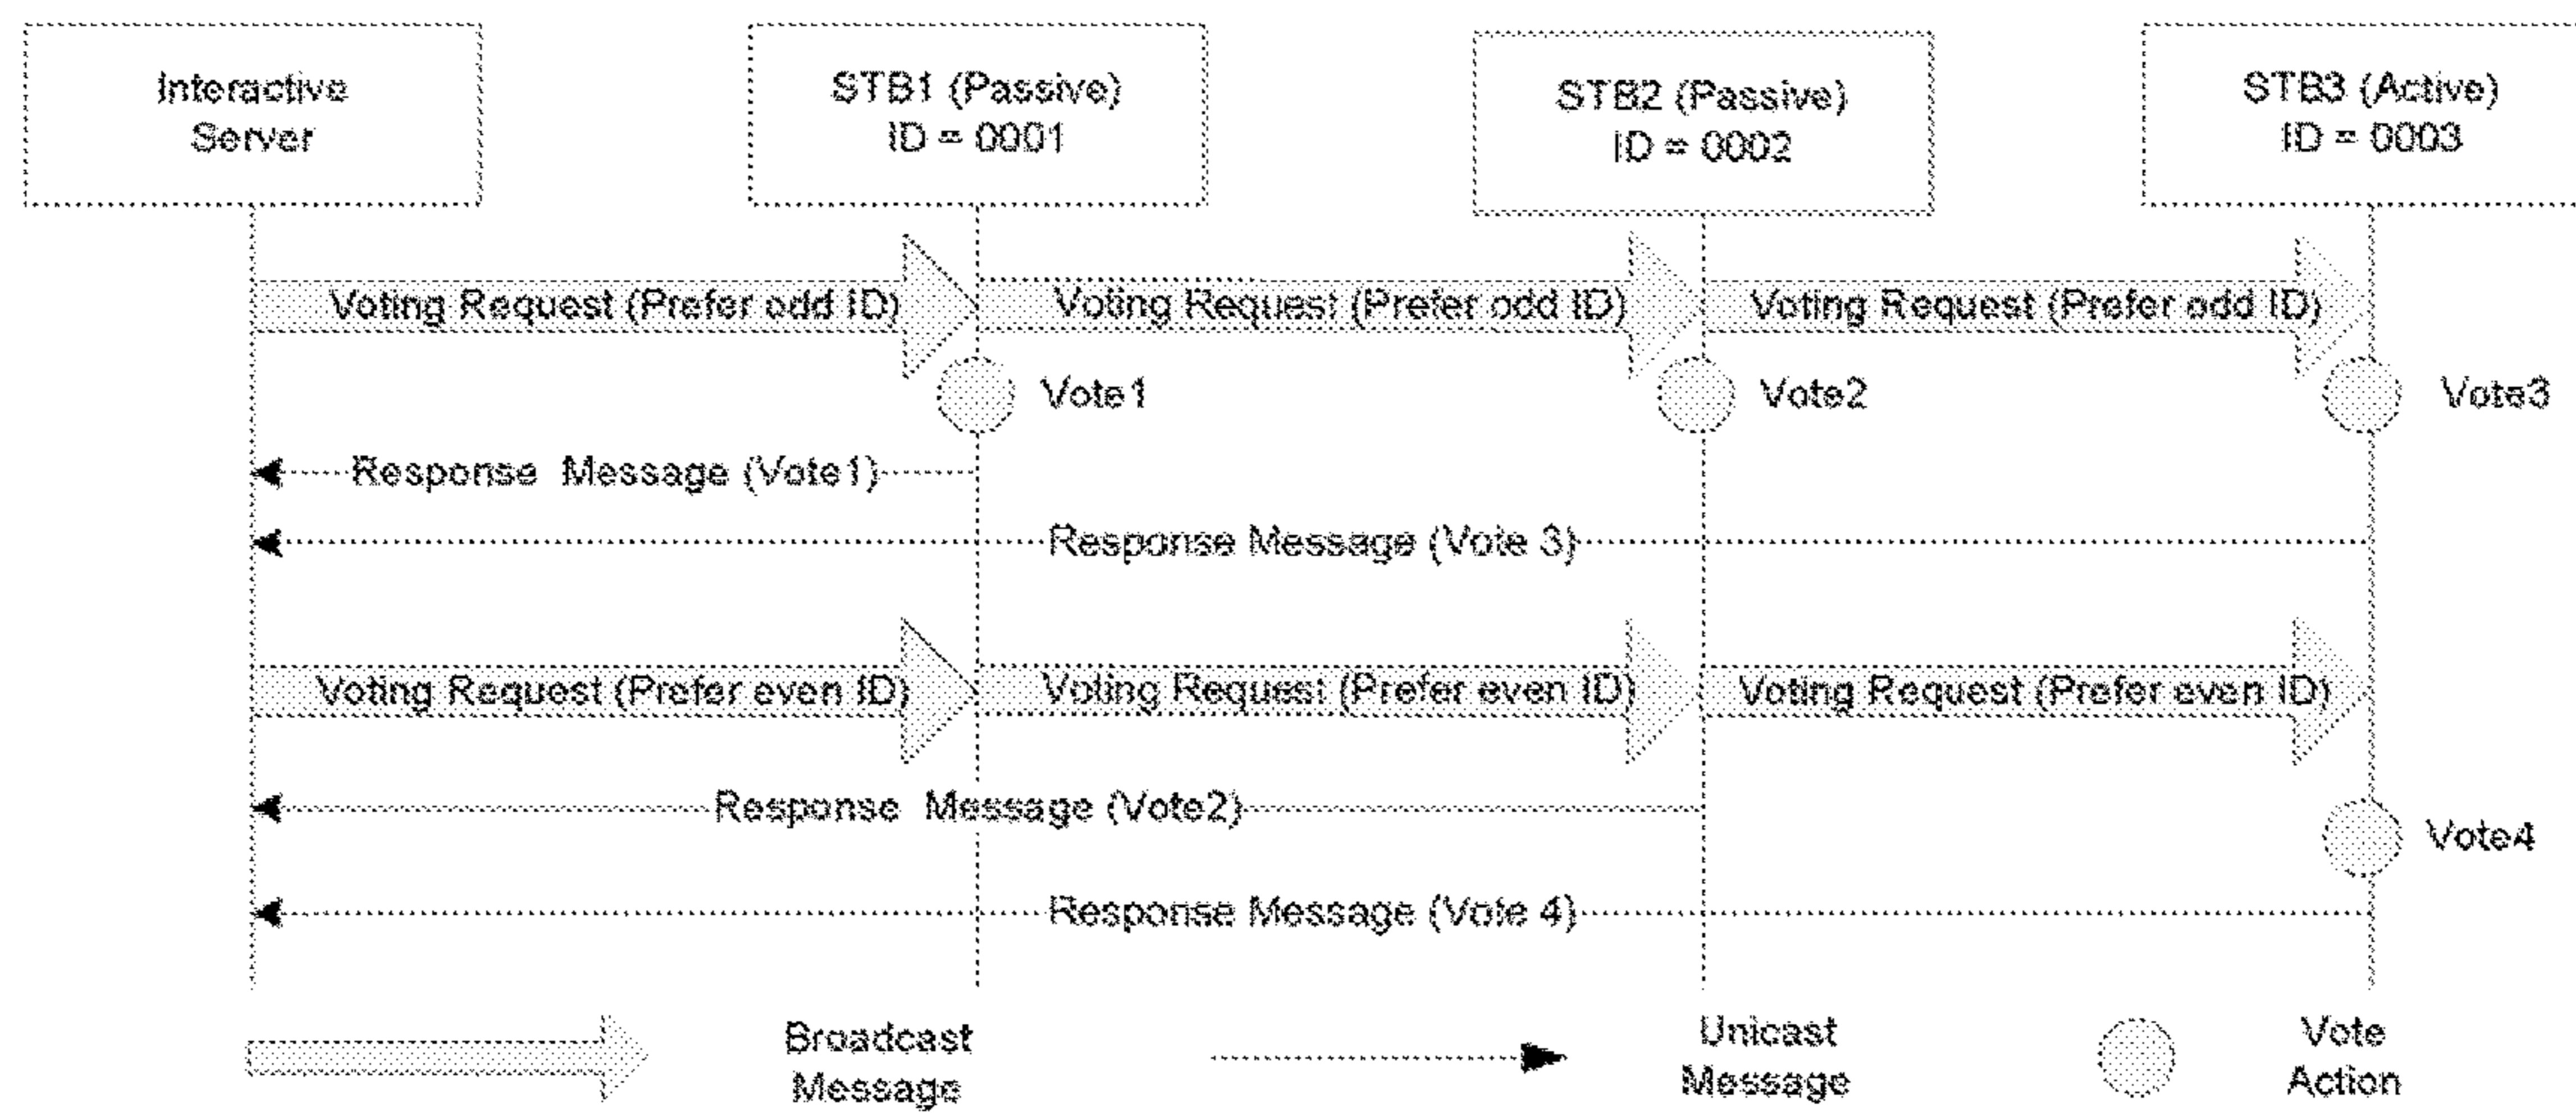 Interactive
Server
STB1 (Passive)
ID = 0001
STB2 (Passive)
ID = 0002
STB3 (Active)
ID = 0003
Voting Request (Prefer odd ID)
Voting Request (Prefer odd ID)
Voting Request (Prefer odd ID)
Vote1
Vote2
Vote3
Response Message (Vote1)
Response Message (Vote 3)
Voting Request (Prefer even ID)
Voting Request (Prefer even ID)
Voting Request (Prefer even ID)
Response Message (Vote2)
Vote4
Response Message (Vote 4)
Broadcast
Message
Unicast
Message
Vote
Action